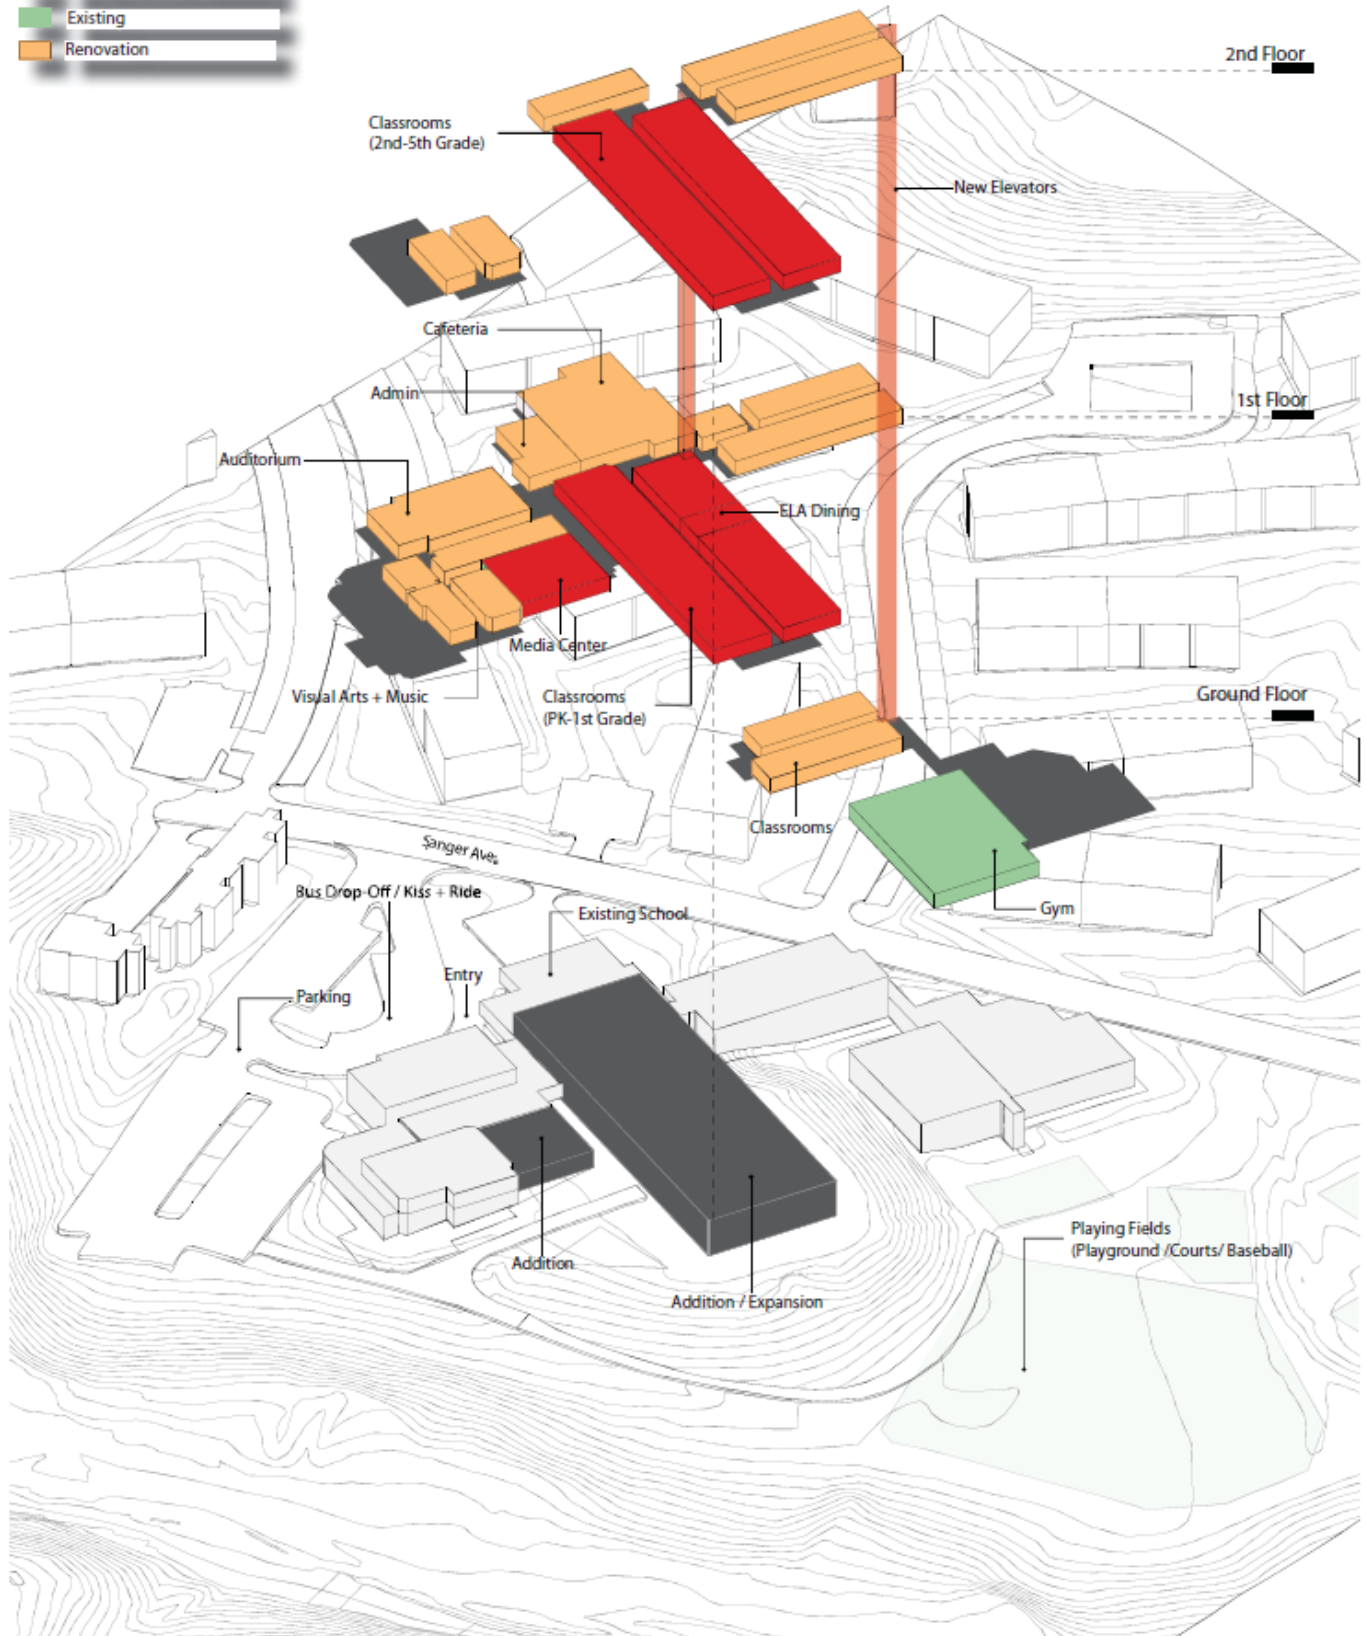 Existing
Renovation
2nd Floor
Classrooms
(2nd-5th Grade)
New Elevators
Cafeteria
Admin
1st Floor
Auditorium
ELA Dining
Media Center
Visual Arts + Music
Classrooms
(PK-1st Grade)
Ground Floor
Classrooms
Sanger Ave.
Bus Drop-Off / Kiss + Ride
Gym
Existing School
Entry
Parking
Playing Fields
(Playground /Courts/ Baseball)
Addition
Addition / Expansion